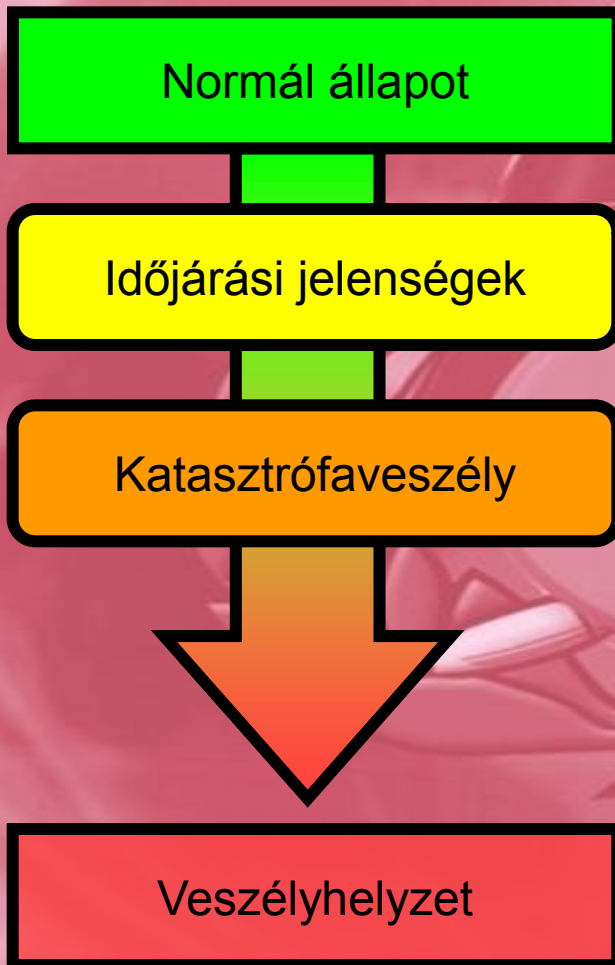 Normál állapot
Időjárási jelenségek
Katasztrófaveszély
Veszélyhelyzet